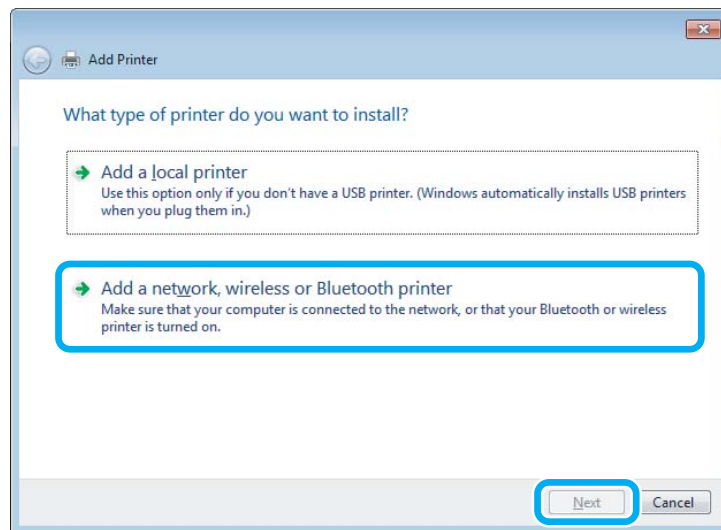 Add Printer
What type of printer do you want to install?
Add a local printer
Use this option only if you don't have a USB printer. (Windows automatically installs USB printers
when you plug them in.)
Add a network, wireless or Bluetooth printer
Make sure that your computer is connected to the network, or that your Bluetooth or wireless
printer is turned on.
Next
Cancel